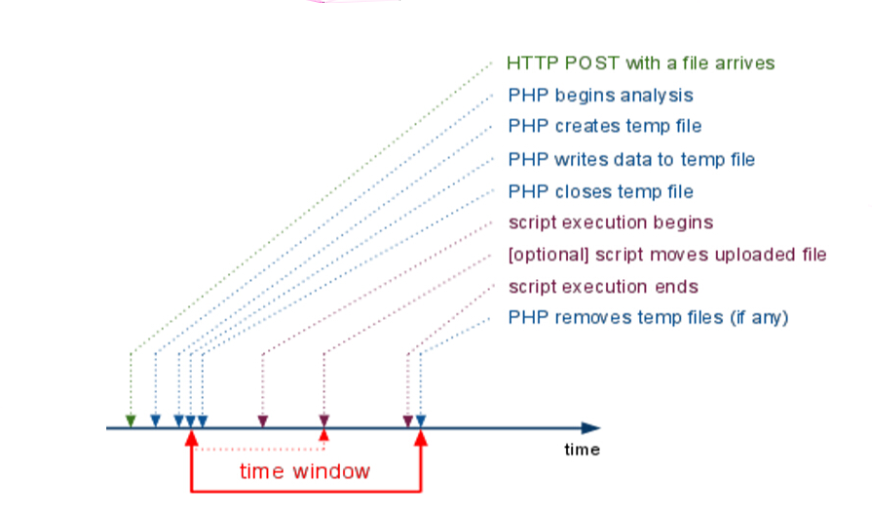 HTTP POST with a file arrives
PHP begins analysis
PHP creates temp file
PHP writes data to temp file
PHP closes temp file
script execution begins
[optional] script moves uploaded file
script execution ends
PHP removes temp files (if any)
time
time window